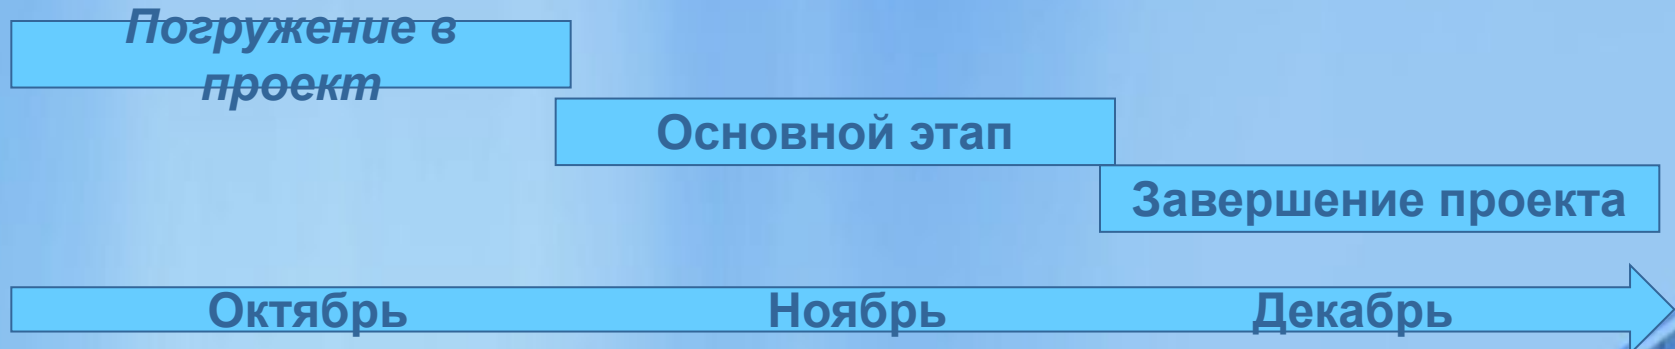 Погружение в
проект
Основной этап
Завершение проекта
Октябрь Ноябрь Декабрь